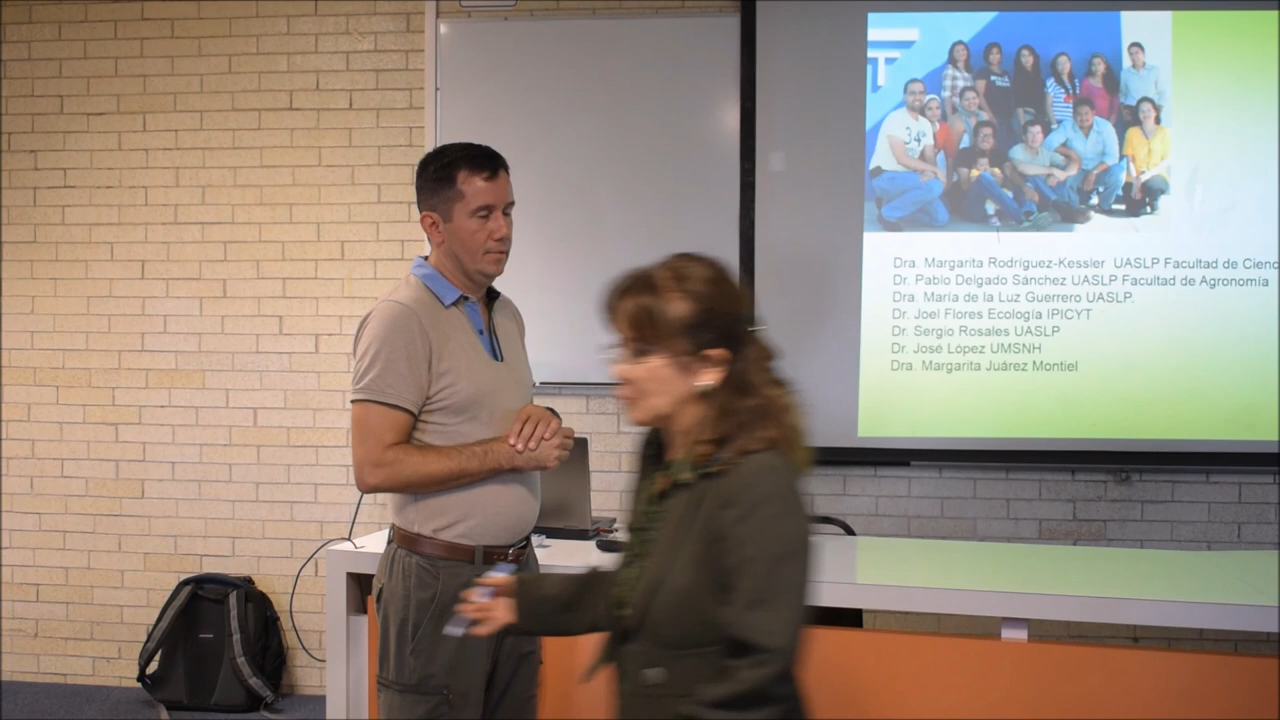 34
Dra. Margarita Rodríguez-Kessler UASLP Facultad de Cienc
Dr. Pablo Delgado Sánchez UASLP Facultad de Agronomía
Dra. María de la Luz Guerrero UASLP.
Dr. Joel Flores Ecología IPICYT
Dr. Sergio Rosales UASLP
Dr. José López UMSNH
Dra. Margarita Juárez Montiel